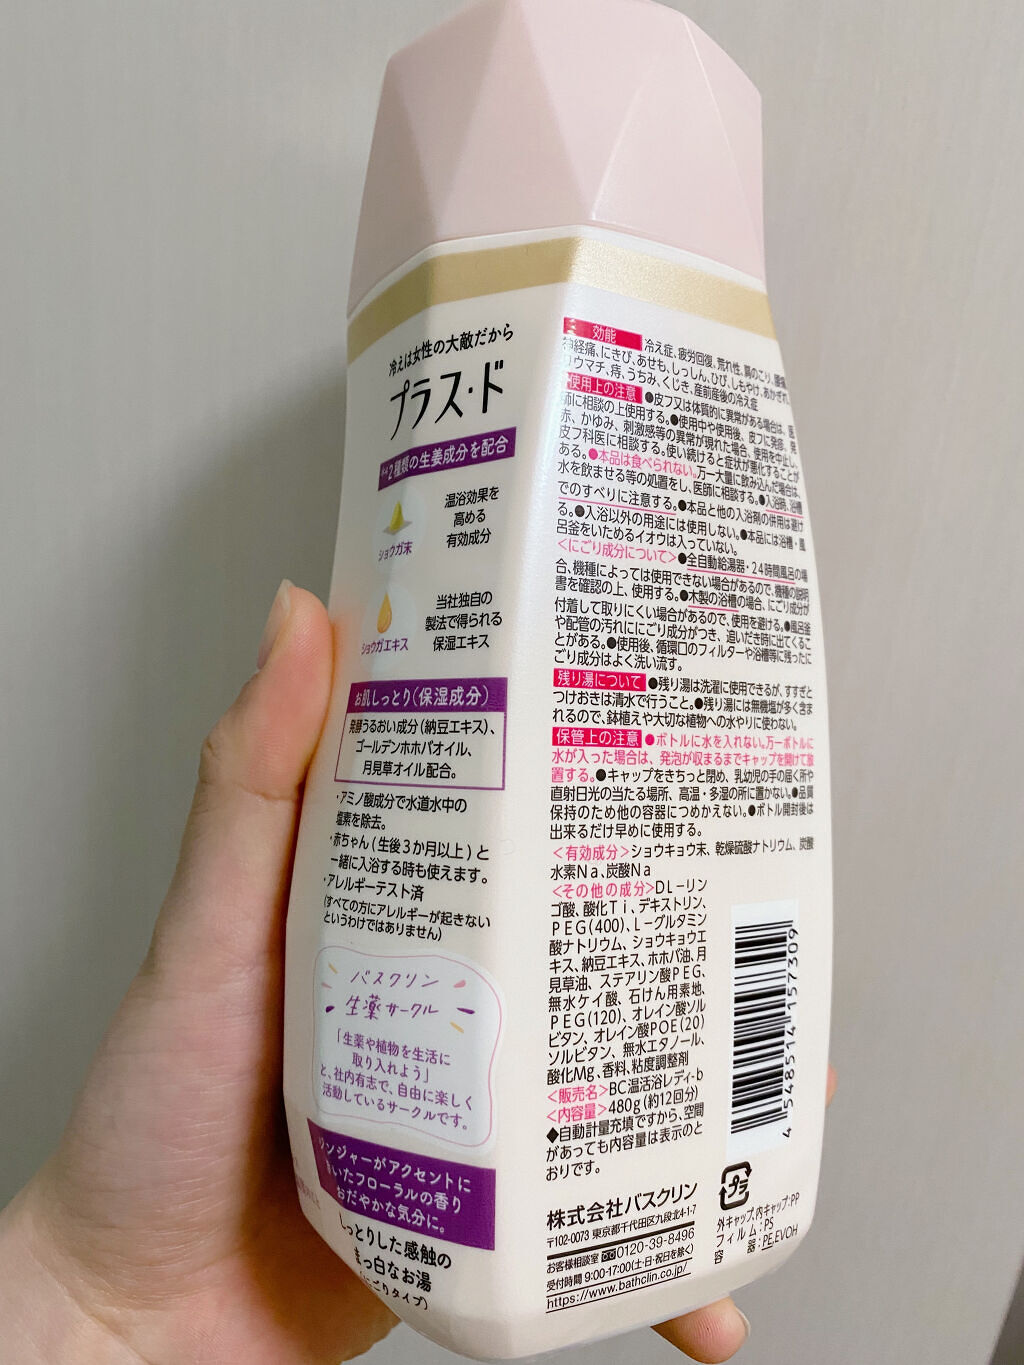 冷えは女性の大敵だから
プラス・ド
2種類の生姜成分を配合
ショウガ末
温浴効果を
高める
有効成分
ショウガエキス
当社独自の
製法で得られる
保湿エキス
お肌しっとり(保湿成分)
発酵うるおい成分(納豆エキス)、
ゴールデンホホバオイル、
月見草オイル配合。
・アミノ酸成分で水道水中の
塩素を除去。
・赤ちゃん(生後3か月以上)と
一緒に入浴する時も使えます。
・アレルギーテスト済
(すべての方にアレルギーが起きない
というわけではありません)
バスクリン
生薬サークル
「生薬や植物を生活に
取り入れよう」
と、社内有志で、自由に楽しく
活動しているサークルです。
ジンジャーがアクセントに
きいたフローラルの香り
おだやかな気分に。
しっとりした感触の
まっ白なお湯
(にごりタイプ)
効能 冷え症、疲労回復、荒れ性、肩のこり、腰痛、
神経痛、にきび、あせも、しっしん、ひび、しもやけ、あかぎれ、
リウマチ、痔、うちみ、くじき、産前産後の冷え症
使用上の注意 ●皮フ又は体質的に異常がある場合は、医
師に相談の上使用する。●使用中や使用後、皮フに発疹、発
赤、かゆみ、刺激感等の異常が現れた場合、使用を中止し、
皮フ科医に相談する。使い続けると症状が悪化することが
ある。●本品は食べられない。万一大量に飲み込んだ場合は、
水を飲ませる等の処置をし、医師に相談する。●入浴時、浴槽
でのすべりに注意する。●本品と他の入浴剤の併用は避け
る。●入浴以外の用途には使用しない。●本品には浴槽・風
呂釜をいためるイオウは入っていない。
<にごり成分について>●全自動給湯器・24時間風呂の場
合、機種によっては使用できない場合があるので、機種の説明
書を確認の上、使用する。●木製の浴槽の場合、にごり成分が
付着して取りにくい場合があるので、使用を避ける。●風呂釜
や配管の汚れににごり成分がつき、追いだき時に出てくるこ
とがある。●使用後、循環口のフィルターや浴槽等に残ったに
ごり成分はよく洗い流す。
残り湯について ●残り湯は洗濯に使用できるが、すすぎと
つけおきは清水で行うこと。●残り湯には無機塩が多く含ま
れるので、鉢植えや大切な植物への水やりに使わない。
保管上の注意 ●ボトルに水を入れない。万一ボトルに
水が入った場合は、発泡が収まるまでキャップを開けて放
置する。●キャップをきちっと閉め、乳幼児の手の届く所や
直射日光の当たる場所、高温・多湿の所に置かない。●品質
保持のため他の容器につめかえない。●ボトル開封後は
出来るだけ早めに使用する。
<有効成分>ショウキョウ末、乾燥硫酸ナトリウム、炭酸
水素Na、炭酸Na
<その他の成分>DL-リン
ゴ酸、酸化Ti、デキストリン、
PEG(400)、L-グルタミン
酸ナトリウム、ショウキョウエ
キス、納豆エキス、ホホバ油、月
見草油、ステアリン酸PEG、
無水ケイ酸、石けん用素地、
PEG(120)、オレイン酸ソル
ビタン、オレイン酸POE(20)
ソルビタン、無水エタノール、
酸化Mg、香料、粘度調整剤
<販売名>BC温活浴レディ-b
<内容量>480g(約12回分)
◆自動計量充填ですから、空間
があっても内容量は表示のと
おりです。
4 548514 157309
株式会社バスクリン
〒102-0073 東京都千代田区九段北4-1-7
お客様相談室 0120-39-8496
受付時間 9:00-17:00(土・日・祝日を除く)
https://www.bathclin.co.jp/
プラ
外キャップ、内キャップ:PP
フィルム:PS
容器:PE,EVOH